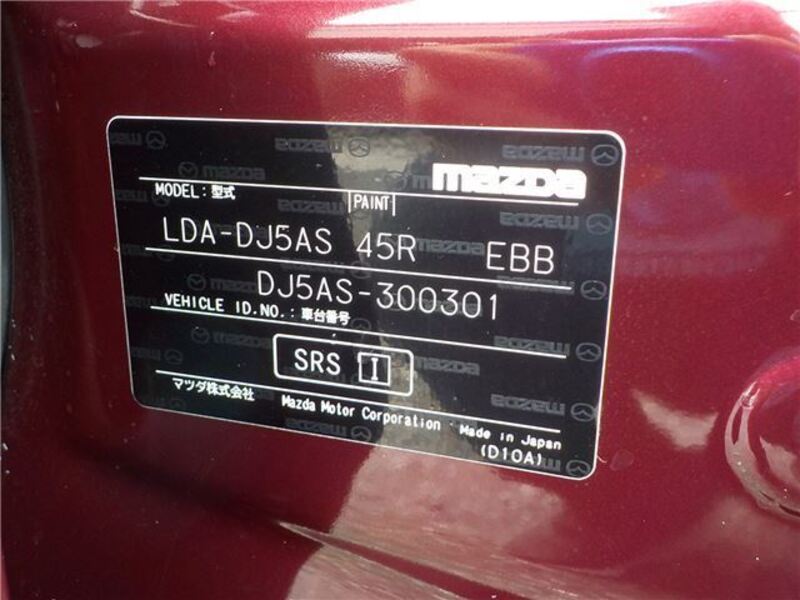 mazda
MODEL:型式 PAINT
LDA-DJ5AS 45R EBB
DJ5AS-300301
VEHICLE ID.NO.:車台番号
SRS I
マツダ株式会社 Mazda Motor Corporation Made in Japan
(D10A)